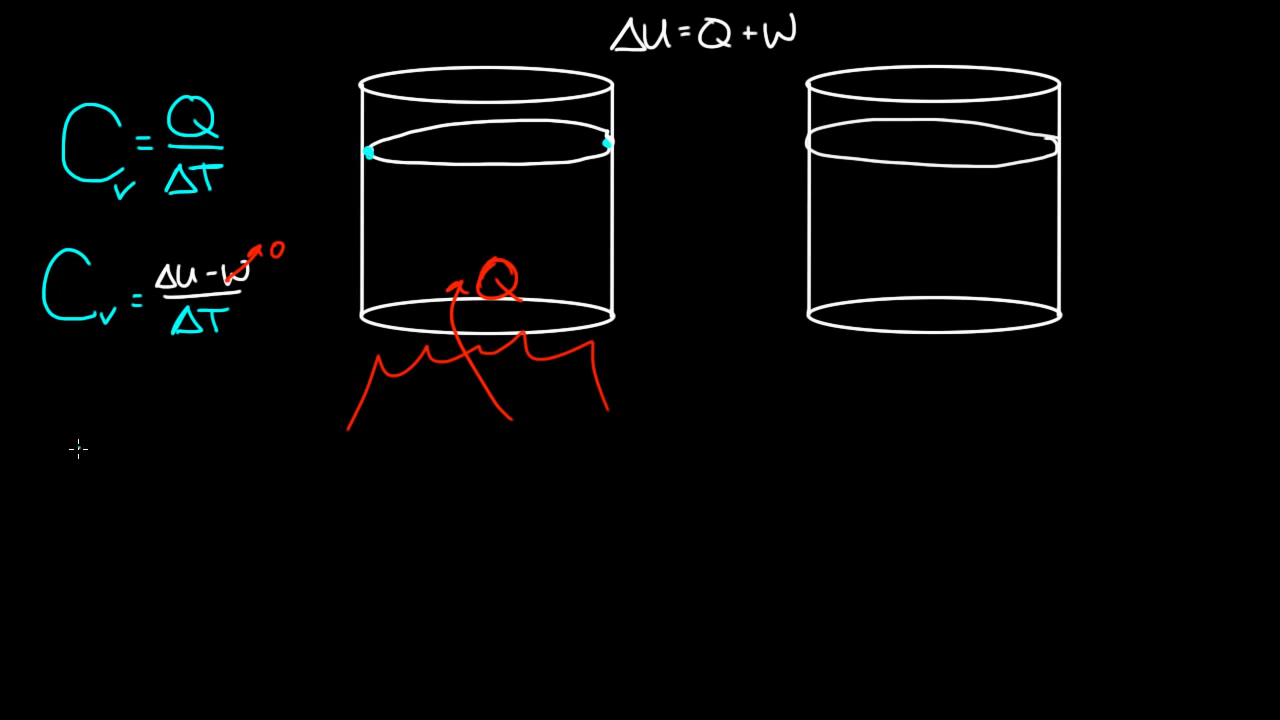 ΔU = Q + W
C_v = Q / ΔT
C_v = ΔU - W / ΔT
0
Q